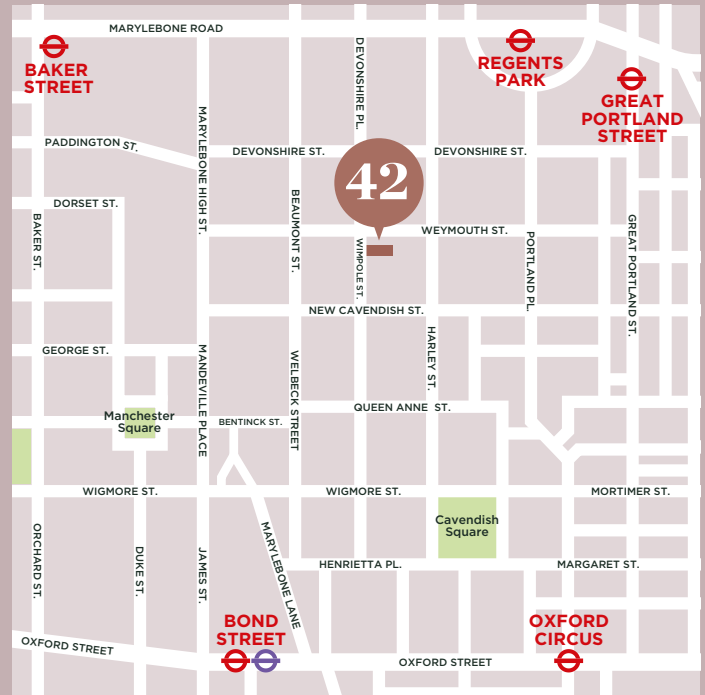 MARYLEBONE ROAD
BAKER
STREET
REGENTS
PARK
GREAT
PORTLAND
STREET
DEVONSHIRE PL.
MARYLEBONE HIGH ST.
PADDINGTON ST.
DEVONSHIRE ST.
DEVONSHIRE ST.
42
DORSET ST.
BAKER ST.
BEAUMONT ST.
WIMPOLE ST.
WEYMOUTH ST.
PORTLAND PL.
GREAT PORTLAND ST.
NEW CAVENDISH ST.
HARLEY ST.
GEORGE ST.
MANDEVILLE PLACE
WELBECK STREET
QUEEN ANNE ST.
Manchester
Square
BENTINCK ST.
WIGMORE ST.
WIGMORE ST.
MORTIMER ST.
Cavendish
Square
ORCHARD ST.
DUKE ST.
JAMES ST.
MARYLEBONE LANE
HENRIETTA PL.
MARGARET ST.
BOND
STREET
OXFORD
CIRCUS
OXFORD STREET
OXFORD STREET